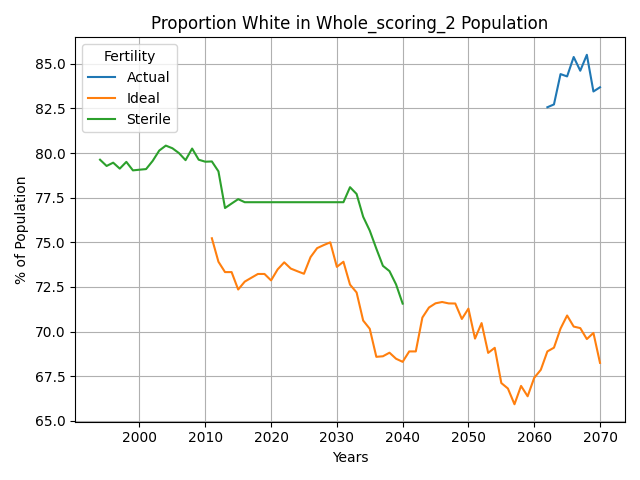 Proportion White in Whole_scoring_2 Population
Fertility
Actual
Ideal
Sterile
% of Population
85.0
82.5
80.0
77.5
75.0
72.5
70.0
67.5
65.0
2000 2010 2020 2030 2040 2050 2060 2070
Years